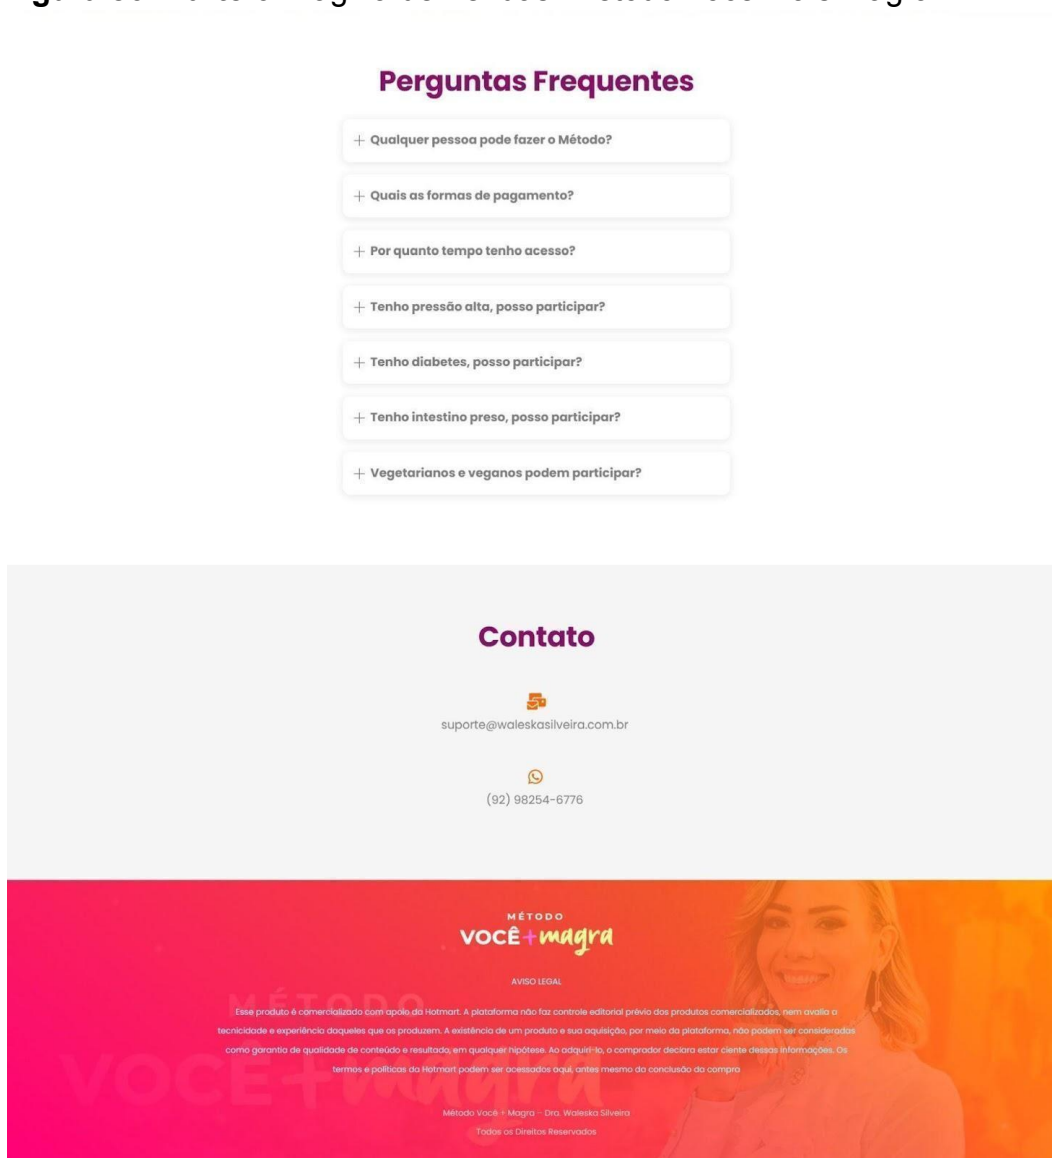 Perguntas Frequentes
+ Qualquer pessoa pode fazer o Método?
+ Quais as formas de pagamento?
+ Por quanto tempo tenho acesso?
+ Tenho pressão alta, posso participar?
+ Tenho diabetes, posso participar?
+ Tenho intestino preso, posso participar?
+ Vegetarianos e veganos podem participar?
Contato
suporte@waleskasilveira.com.br
(92) 98254-6776
MÉTODO
VOCÊ+magra
AVISO LEGAL
MÉTODO
VOCÊ+magra
Esse produto é comercializado com apoio da Hotmart. A plataforma não faz controle editorial prévio dos produtos comercializados, nem avalia a
tecnicidade e experiência daqueles que os produzem. A existência de um produto e sua aquisição, por meio da plataforma, não podem ser consideradas
como garantia de qualidade de conteúdo e resultado, em qualquer hipótese. Ao adquiri-lo, o comprador declara estar ciente dessas informações. Os
termos e políticas da Hotmart podem ser acessados aqui, antes mesmo da conclusão da compra
Método Você + Magra – Dra. Waleska Silveira
Todos os Direitos Reservados